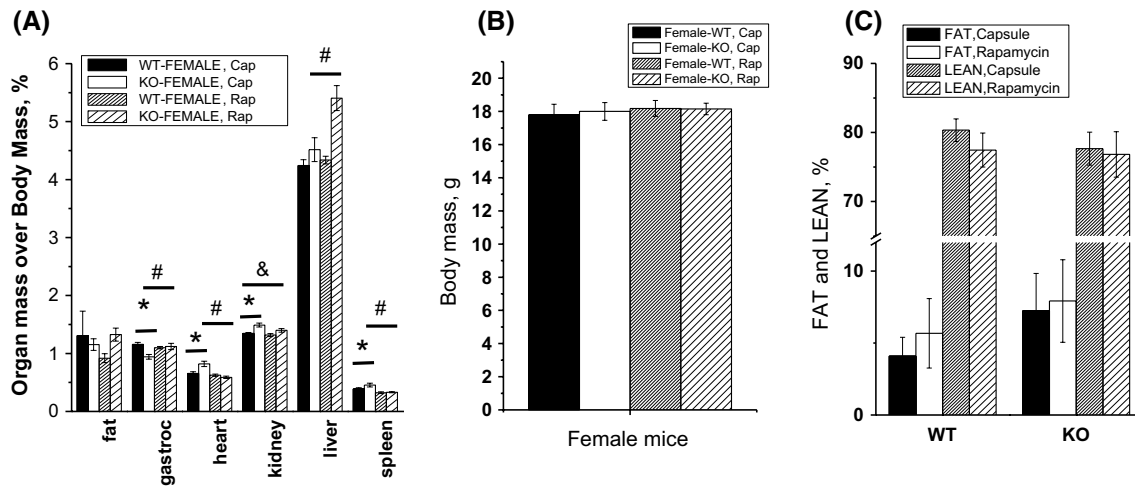 (A)
WT-FEMALE, Cap
KO-FEMALE, Cap
WT-FEMALE, Rap
KO-FEMALE, Rap
Organ mass over Body Mass, %
6
5
4
3
2
1
0
*
#
*
#
*
&
#
*
#
fat
gastroc
heart
kidney
liver
spleen
(B)
Female-WT, Cap
Female-KO, Cap
Female-WT, Rap
Female-KO, Rap
Body mass, g
20
18
16
14
12
10
8
6
4
2
0
Female mice
(C)
FAT,Capsule
FAT,Rapamycin
LEAN,Capsule
LEAN,Rapamycin
FAT and LEAN, %
90
80
70
10
0
WT
KO